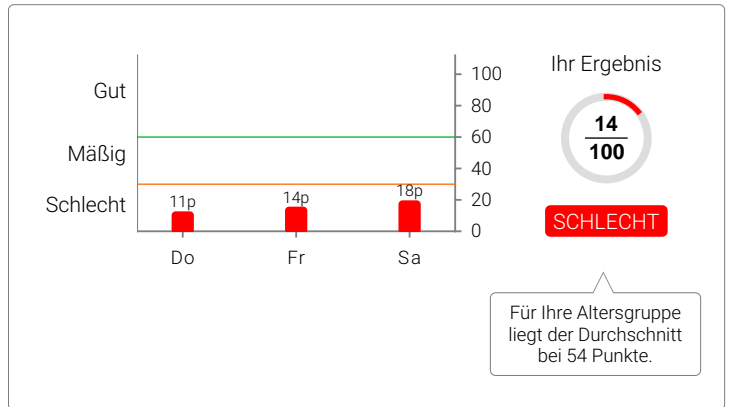 Gut
Mäßig
Schlecht
11p
14p
18p
100
80
60
40
20
0
Do
Fr
Sa
Ihr Ergebnis
14
100
SCHLECHT
Für Ihre Altersgruppe
liegt der Durchschnitt
bei 54 Punkte.